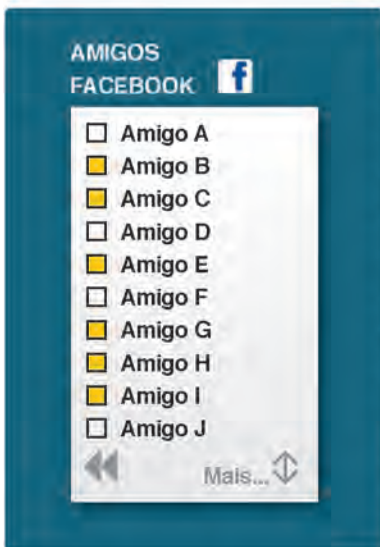 AMIGOS
FACEBOOK f
Amigo A
Amigo B
Amigo C
Amigo D
Amigo E
Amigo F
Amigo G
Amigo H
Amigo I
Amigo J
Mais...